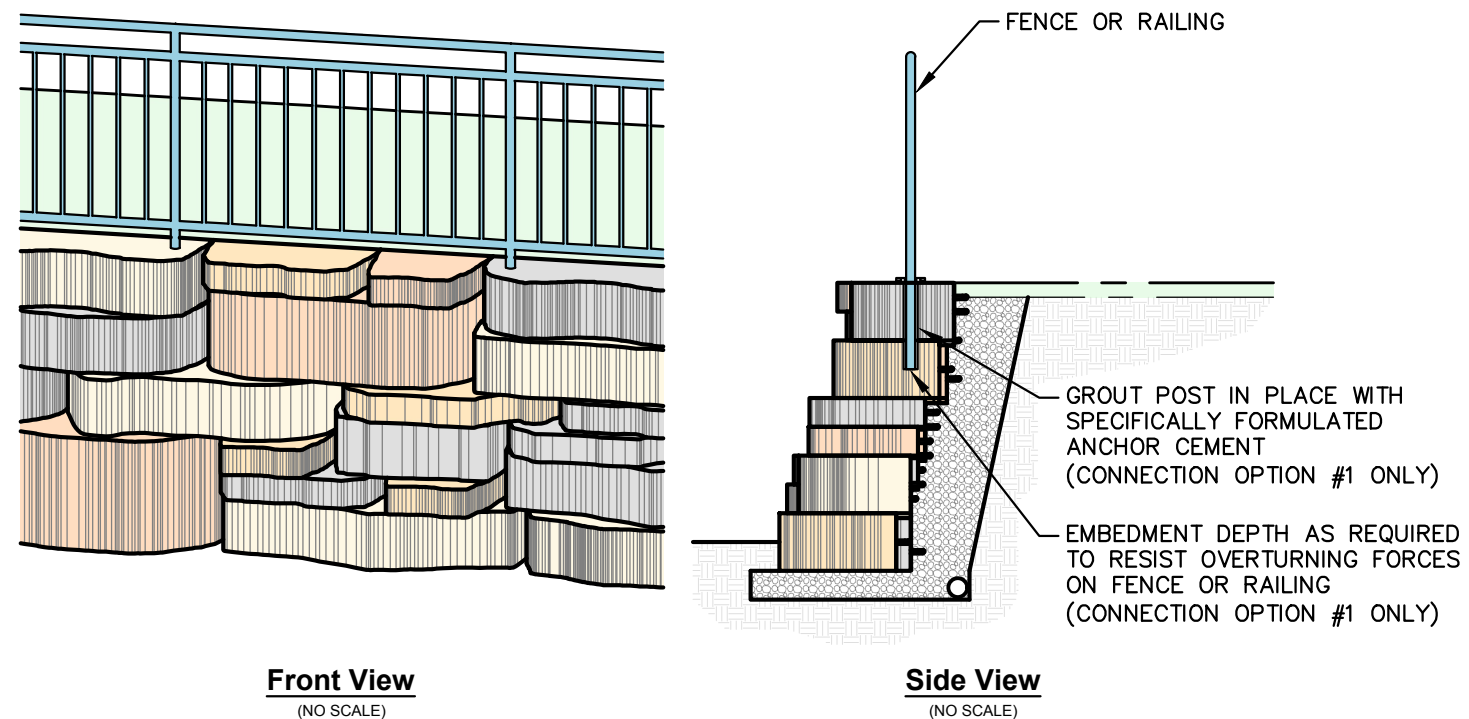 FENCE OR RAILING
GROUT POST IN PLACE WITH
SPECIFICALLY FORMULATED
ANCHOR CEMENT
(CONNECTION OPTION #1 ONLY)
EMBEDMENT DEPTH AS REQUIRED
TO RESIST OVERTURNING FORCES
ON FENCE OR RAILING
(CONNECTION OPTION #1 ONLY)
Front View
(NO SCALE)
Side View
(NO SCALE)